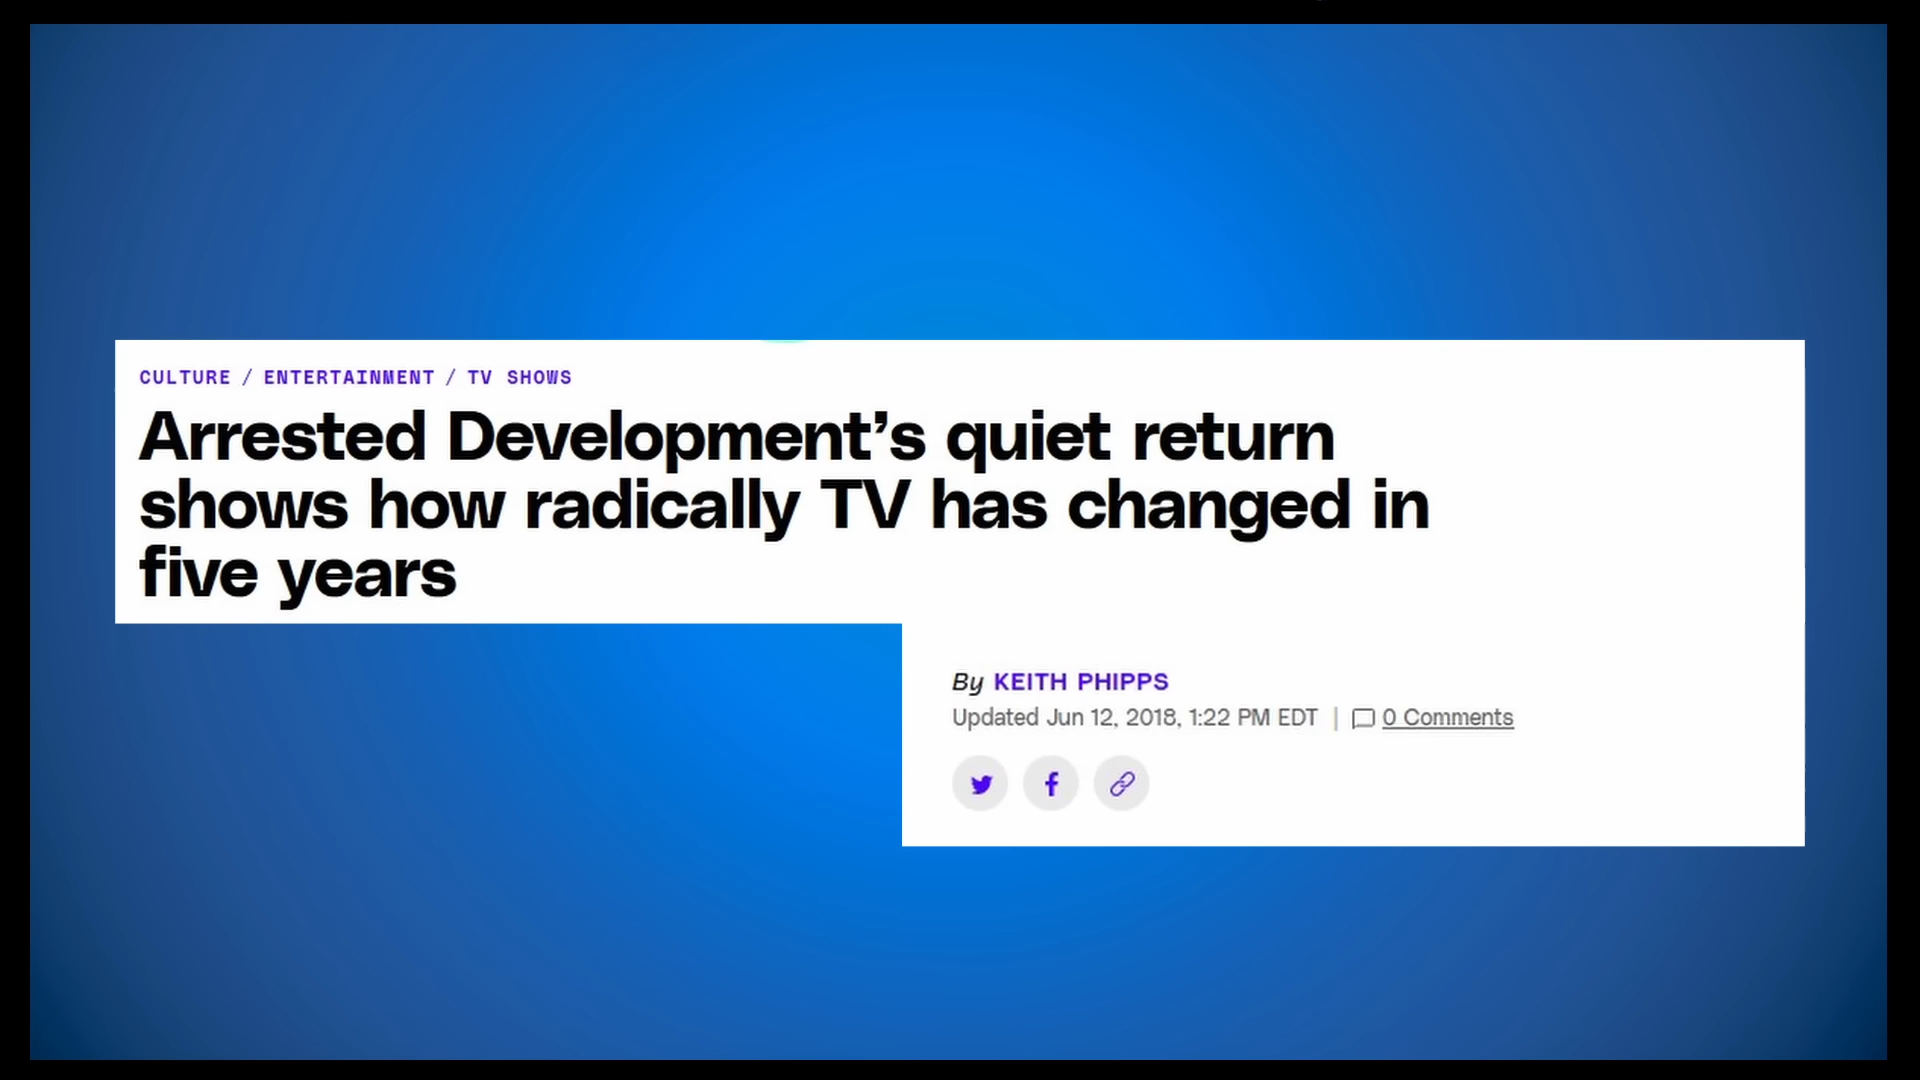 CULTURE / ENTERTAINMENT / TV SHOWS
Arrested Development’s quiet return
shows how radically TV has changed in
five years
By KEITH PHIPPS
Updated Jun 12, 2018, 1:22 PM EDT | 0 Comments